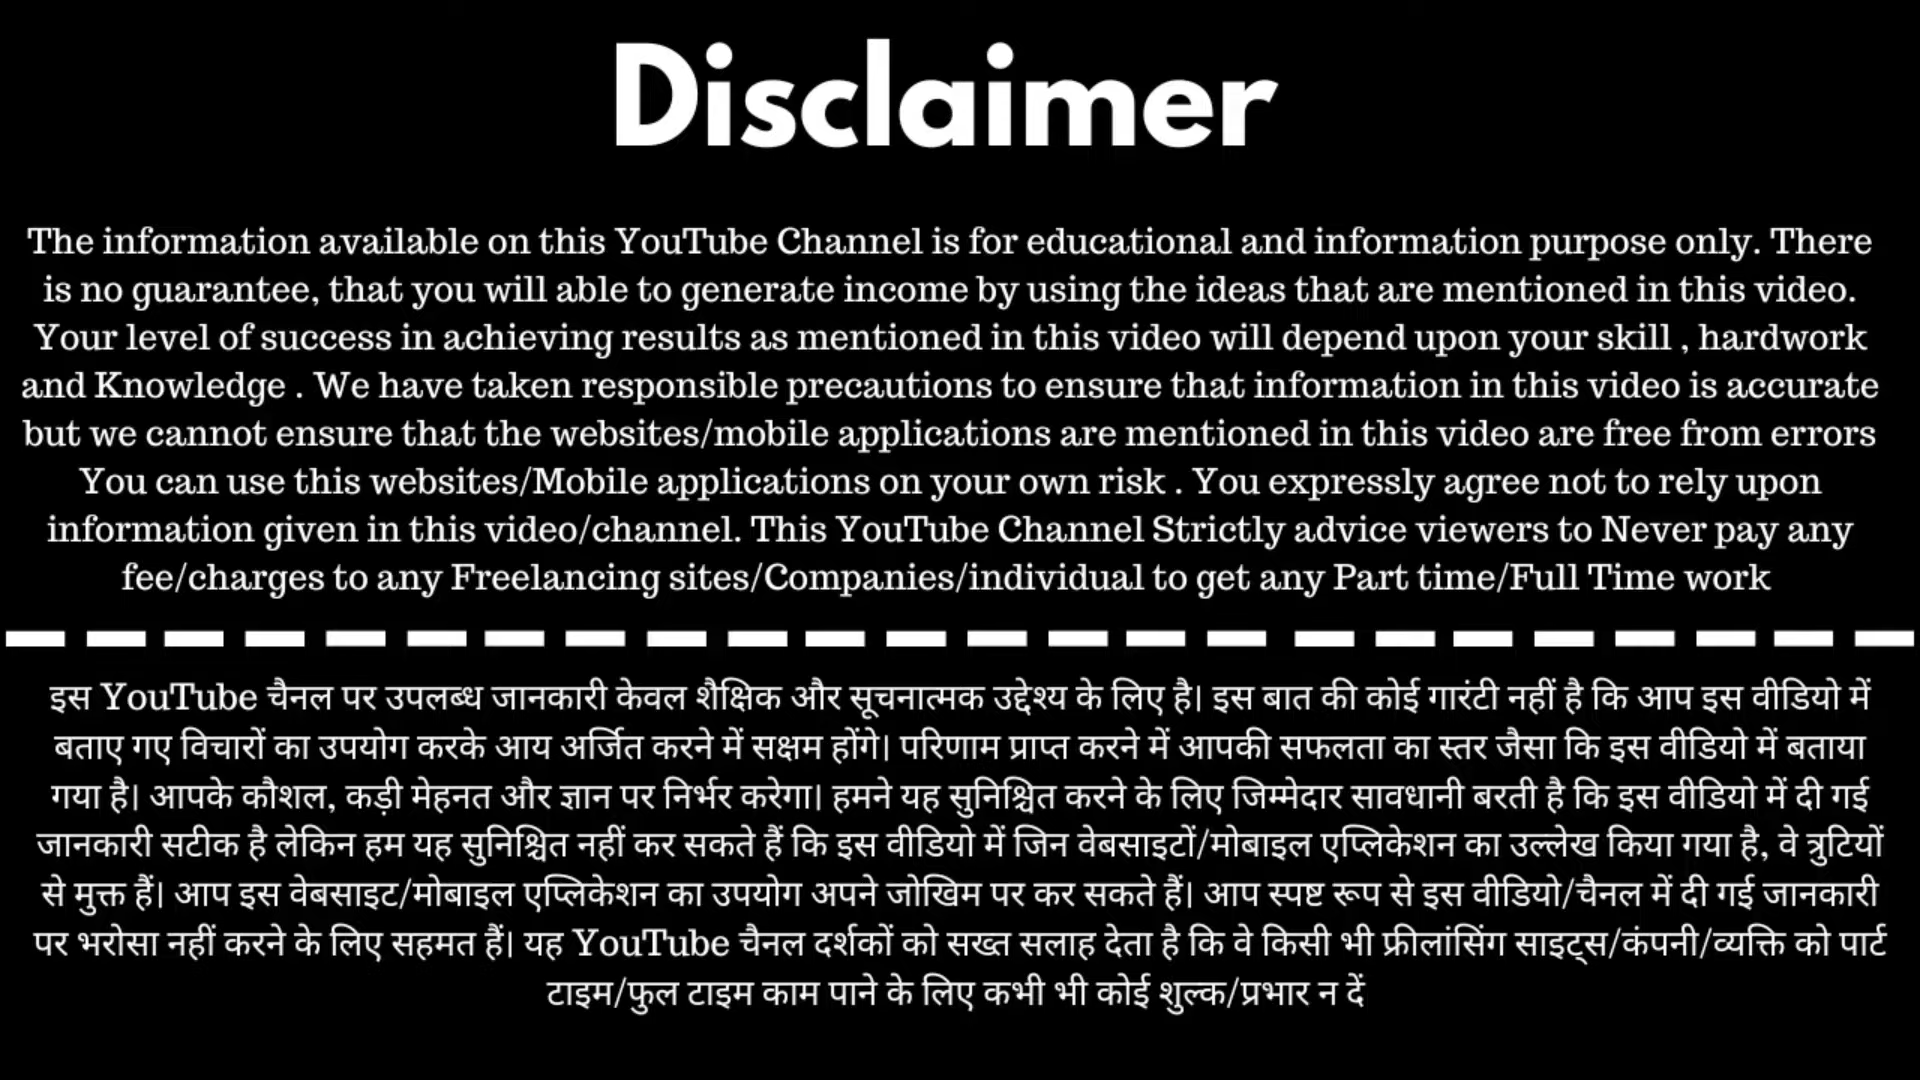 Disclaimer
The information available on this YouTube Channel is for educational and information purpose only. There
is no guarantee, that you will able to generate income by using the ideas that are mentioned in this video.
Your level of success in achieving results as mentioned in this video will depend upon your skill , hardwork
and Knowledge . We have taken responsible precautions to ensure that information in this video is accurate
but we cannot ensure that the websites/mobile applications are mentioned in this video are free from errors
You can use this websites/Mobile applications on your own risk . You expressly agree not to rely upon
information given in this video/channel. This YouTube Channel Strictly advice viewers to Never pay any
fee/charges to any Freelancing sites/Companies/individual to get any Part time/Full Time work
इस YouTube चैनल पर उपलब्ध जानकारी केवल शैक्षिक और सूचनात्मक उद्देश्य के लिए है। इस बात की कोई गारंटी नहीं है कि आप इस वीडियो में
बताए गए विचारों का उपयोग करके आय अर्जित करने में सक्षम होंगे। परिणाम प्राप्त करने में आपकी सफलता का स्तर जैसा कि इस वीडियो में बताया
गया है। आपके कौशल, कड़ी मेहनत और ज्ञान पर निर्भर करेगा। हमने यह सुनिश्चित करने के लिए जिम्मेदार सावधानी बरती है कि इस वीडियो में दी गई
जानकारी सटीक है लेकिन हम यह सुनिश्चित नहीं कर सकते हैं कि इस वीडियो में जिन वेबसाइटों/मोबाइल एप्लिकेशन का उल्लेख किया गया है, वे त्रुटियों
से मुक्त हैं। आप इस वेबसाइट/मोबाइल एप्लिकेशन का उपयोग अपने जोखिम पर कर सकते हैं। आप स्पष्ट रूप से इस वीडियो/चैनल में दी गई जानकारी
पर भरोसा नहीं करने के लिए सहमत हैं। यह YouTube चैनल दर्शकों को सख्त सलाह देता है कि वे किसी भी फ्रीलांसिंग साइट्स/कंपनी/व्यक्ति को पार्ट
टाइम/फुल टाइम काम पाने के लिए कभी भी कोई शुल्क/प्रभार न दें